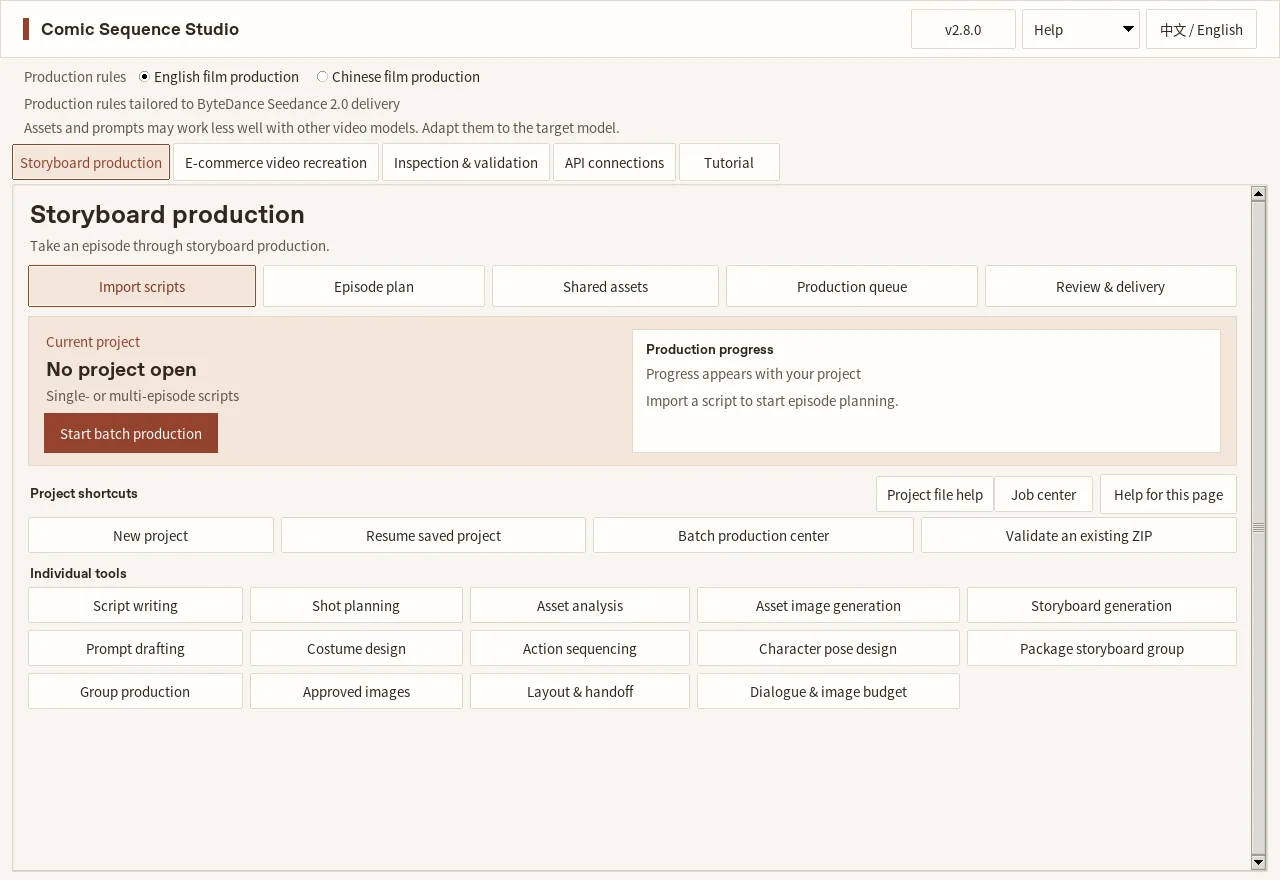 Comic Sequence Studio
v2.8.0
Help
中文 / English
Production rules
English film production
Chinese film production
Production rules tailored to ByteDance Seedance 2.0 delivery
Assets and prompts may work less well with other video models. Adapt them to the target model.
Storyboard production
E-commerce video recreation
Inspection & validation
API connections
Tutorial
Storyboard production
Take an episode through storyboard production.
Import scripts
Episode plan
Shared assets
Production queue
Review & delivery
Current project
No project open
Single- or multi-episode scripts
Start batch production
Production progress
Progress appears with your project
Import a script to start episode planning.
Project shortcuts
Project file help
Job center
Help for this page
New project
Resume saved project
Batch production center
Validate an existing ZIP
Individual tools
Script writing
Shot planning
Asset analysis
Asset image generation
Storyboard generation
Prompt drafting
Costume design
Action sequencing
Character pose design
Package storyboard group
Group production
Approved images
Layout & handoff
Dialogue & image budget